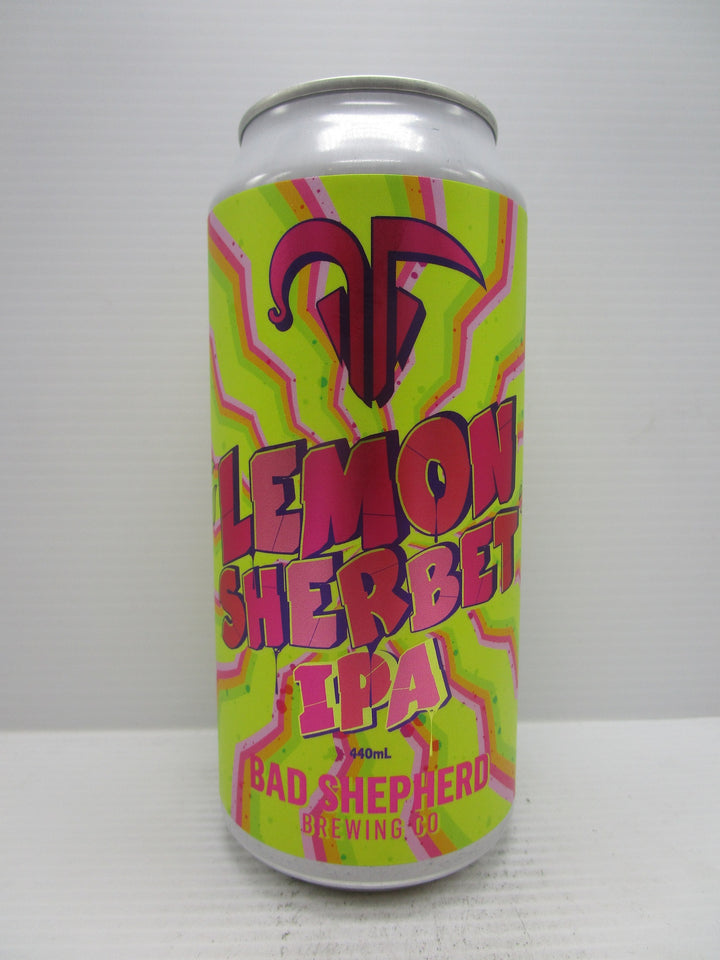 LEMON
SHERBET
IPA
440mL
BAD SHEPHERD
BREWING CO